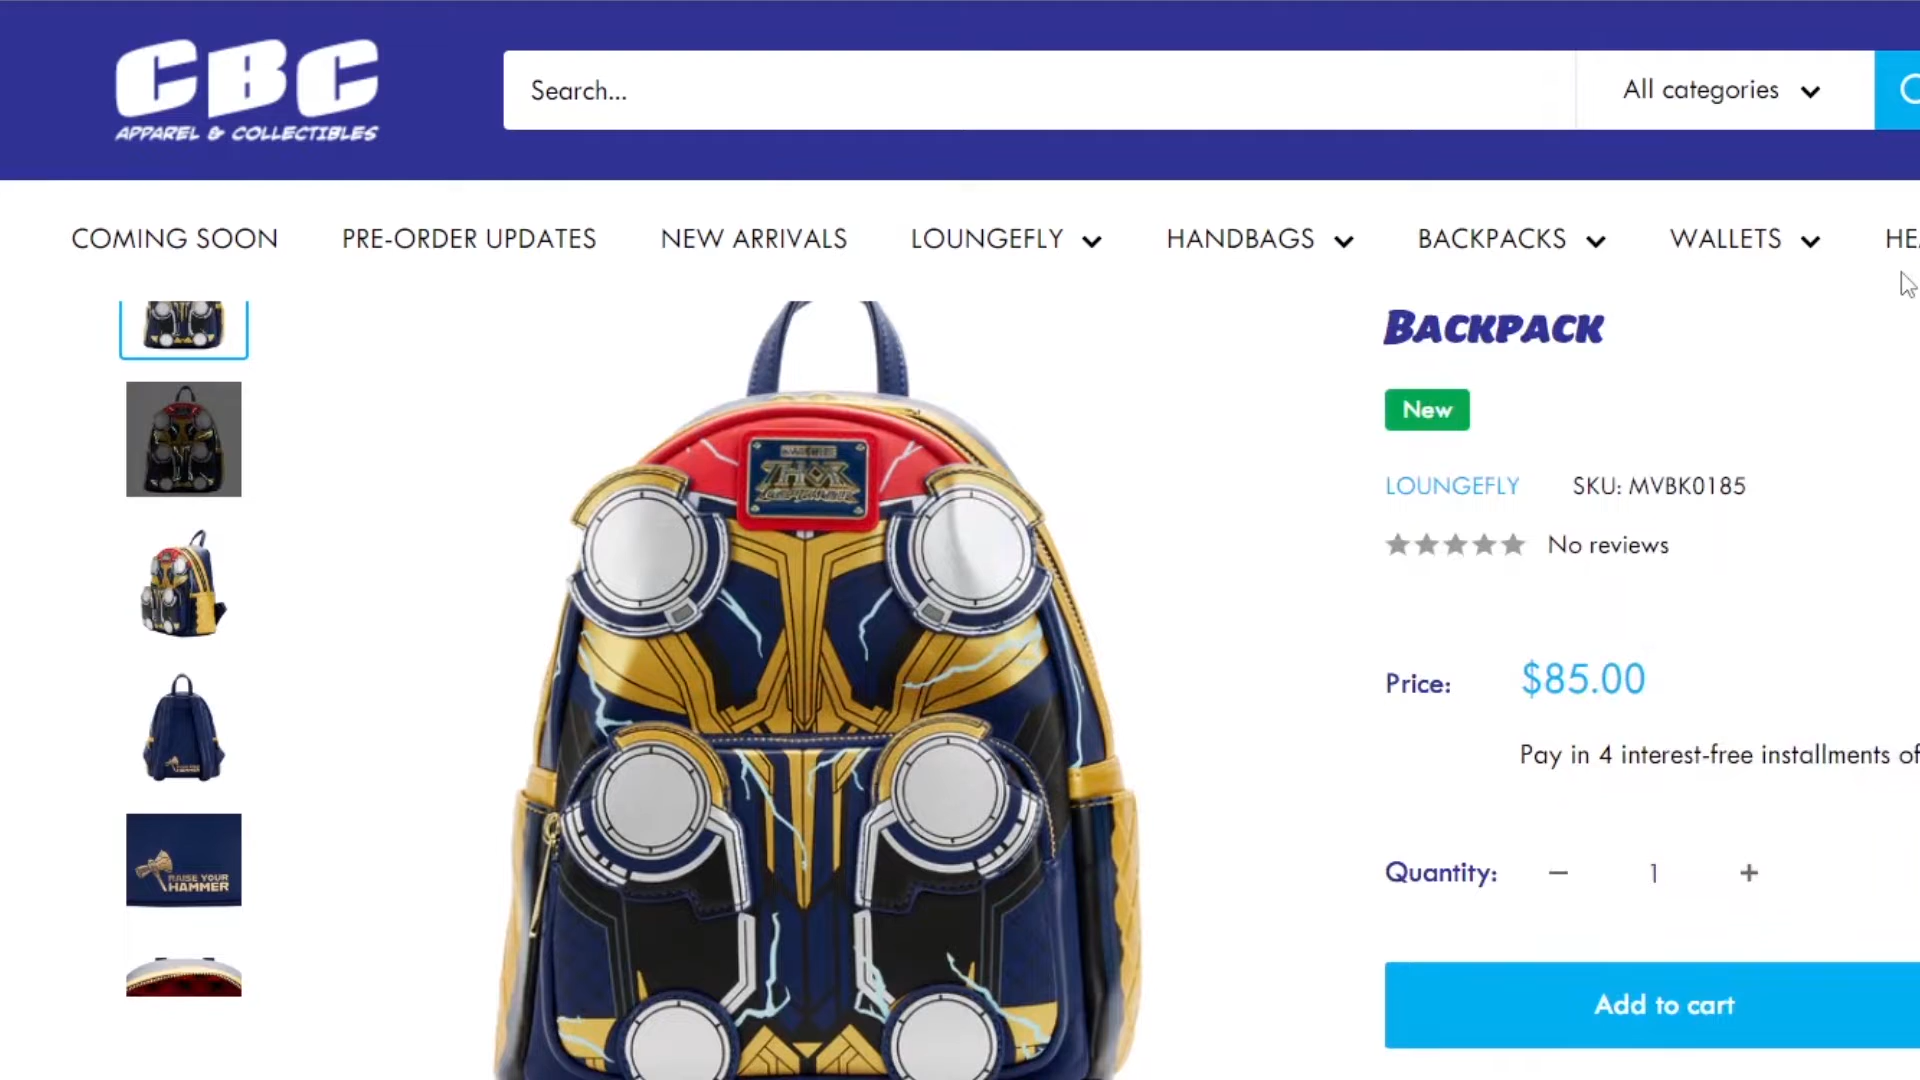 CBC
APPAREL & COLLECTIBLES
Search...
All categories
COMING SOON
PRE-ORDER UPDATES
NEW ARRIVALS
LOUNGEFLY
HANDBAGS
BACKPACKS
WALLETS
BACKPACK
New
LOUNGEFLY
SKU: MVBK0185
No reviews
Price:
$85.00
Pay in 4 interest-free installments of
Quantity:
1
Add to cart
THOR
RAISE YOUR
HAMMER